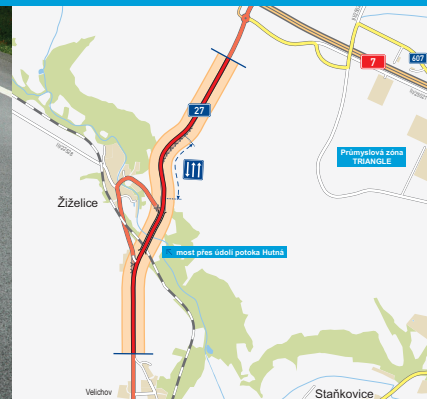 7
607
27
Průmyslová zóna
TRIANGLE
Žiželice
most přes údolí potoka Hutná
Velichov
Staňkovice